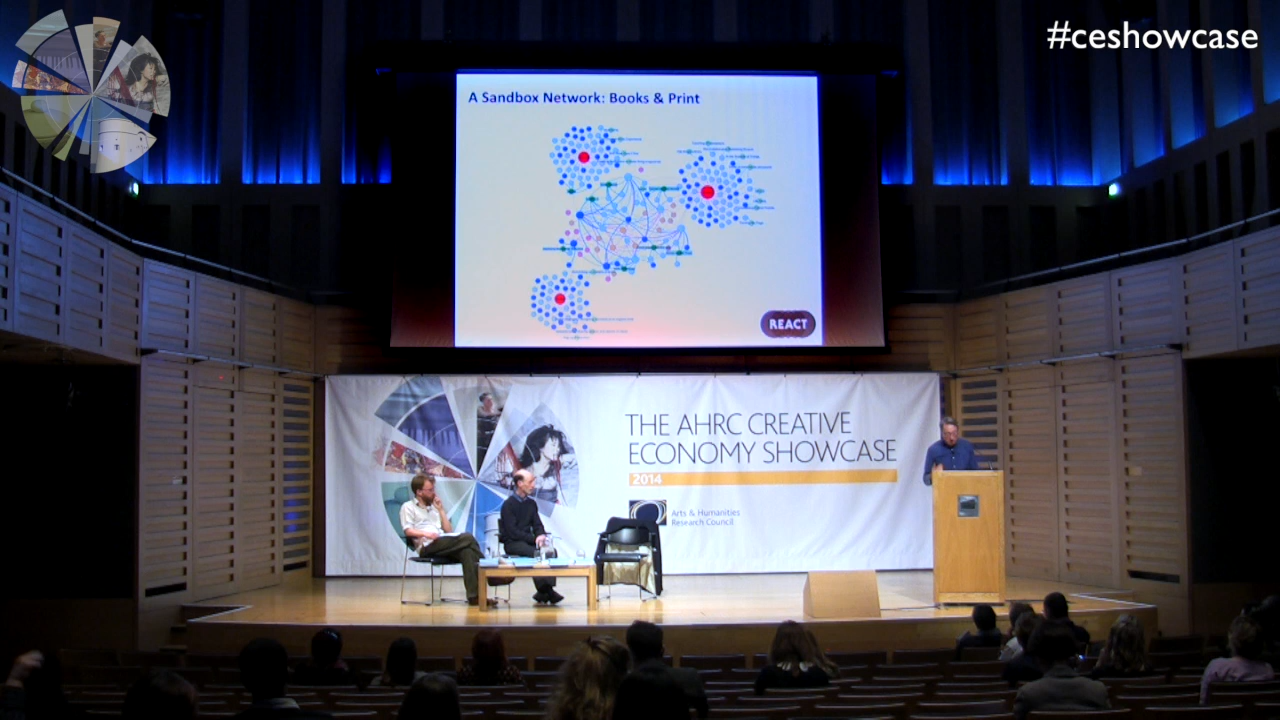 #ceshowcase
A Sandbox Network: Books & Print
REACT
THE AHRC CREATIVE
ECONOMY SHOWCASE
2014
Arts & Humanities
Research Council